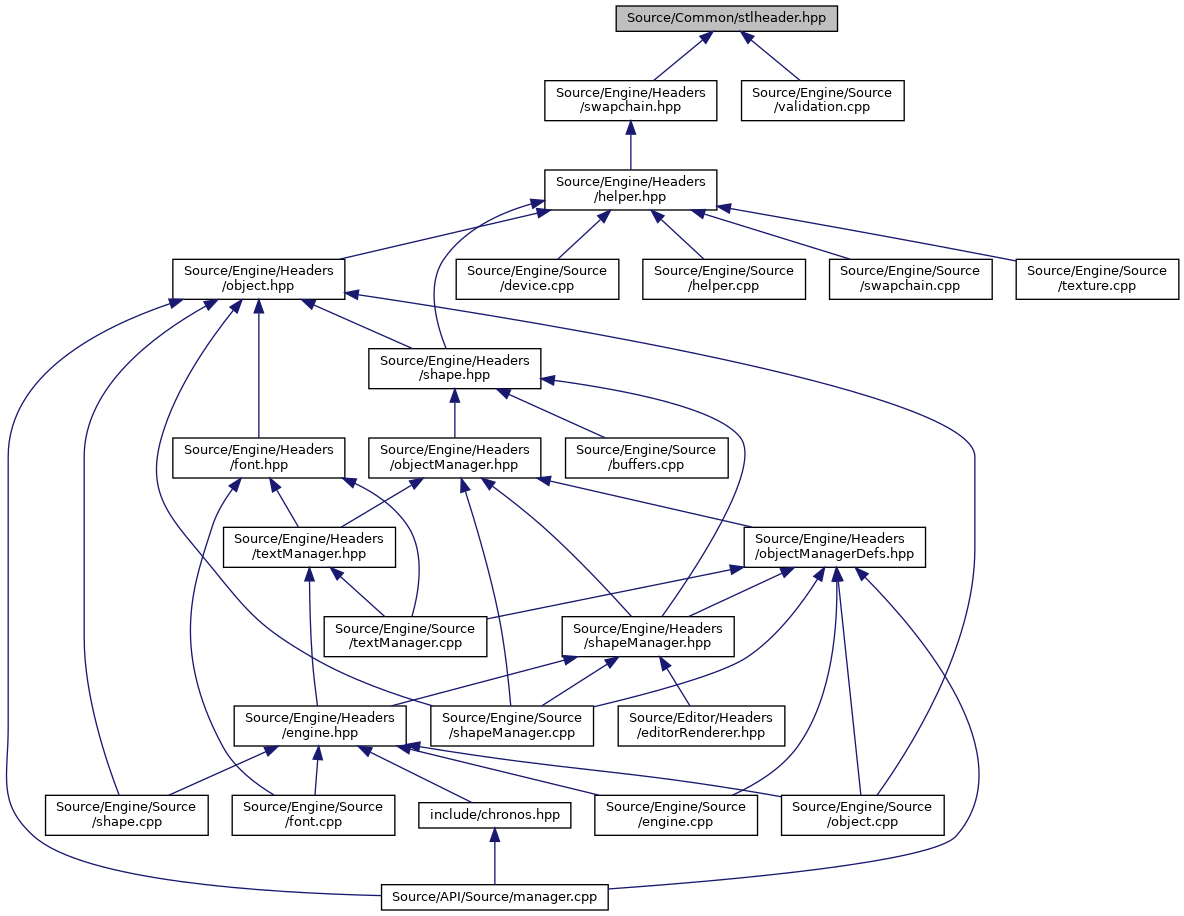 Source/Common/stlheader.hpp
Source/Engine/Headers
/swapchain.hpp
Source/Engine/Source
/validation.cpp
Source/Engine/Headers
/helper.hpp
Source/Engine/Headers
/object.hpp
Source/Engine/Source
/device.cpp
Source/Engine/Source
/helper.cpp
Source/Engine/Source
/swapchain.cpp
Source/Engine/Source
/texture.cpp
Source/Engine/Headers
/shape.hpp
Source/Engine/Headers
/font.hpp
Source/Engine/Headers
/objectManager.hpp
Source/Engine/Source
/buffers.cpp
Source/Engine/Headers
/textManager.hpp
Source/Engine/Headers
/objectManagerDefs.hpp
Source/Engine/Source
/textManager.cpp
Source/Engine/Headers
/shapeManager.hpp
Source/Engine/Headers
/engine.hpp
Source/Engine/Source
/shapeManager.cpp
Source/Editor/Headers
/editorRenderer.hpp
Source/Engine/Source
/shape.cpp
Source/Engine/Source
/font.cpp
include/chronos.hpp
Source/Engine/Source
/engine.cpp
Source/Engine/Source
/object.cpp
Source/API/Source/manager.cpp